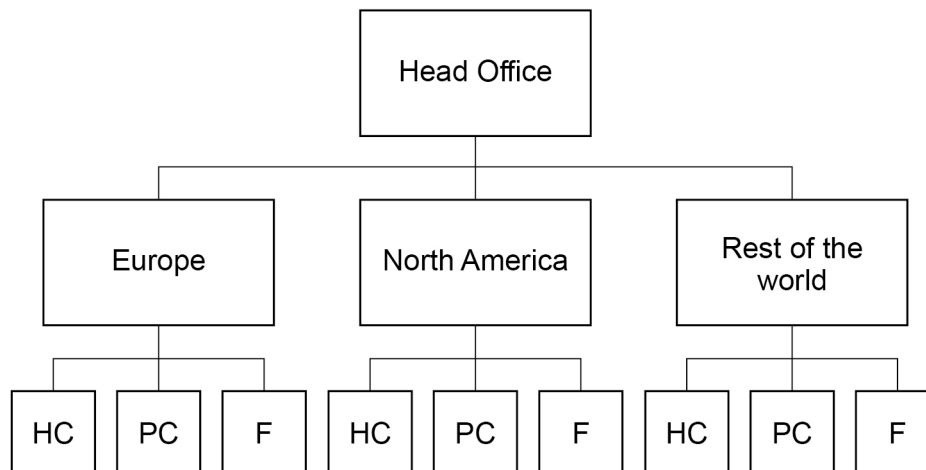 Head Office
Europe
North America
Rest of the
world
HC
PC
F
HC
PC
F
HC
PC
F